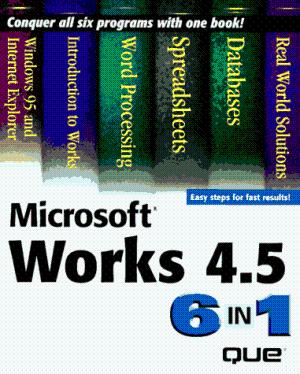 Conquer all six programs with one book!
Windows 95 and
Internet Explorer
Introduction to Works
Word Processing
Spreadsheets
Databases
Real World Solutions
Easy steps for fast results!
Microsoft®
Works 4.5
6 IN 1
QUE®